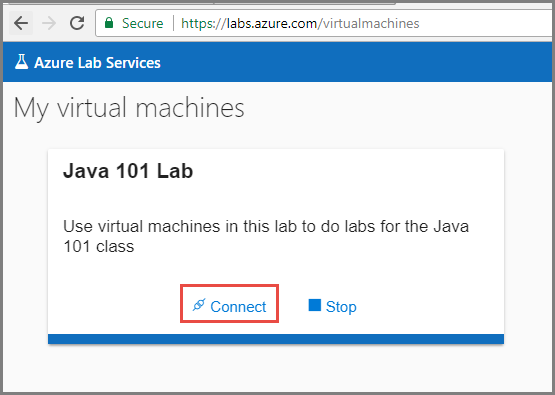 Secure
https://labs.azure.com/virtualmachines
Azure Lab Services
My virtual machines
Java 101 Lab
Use virtual machines in this lab to do labs for the Java
101 class
Connect
Stop